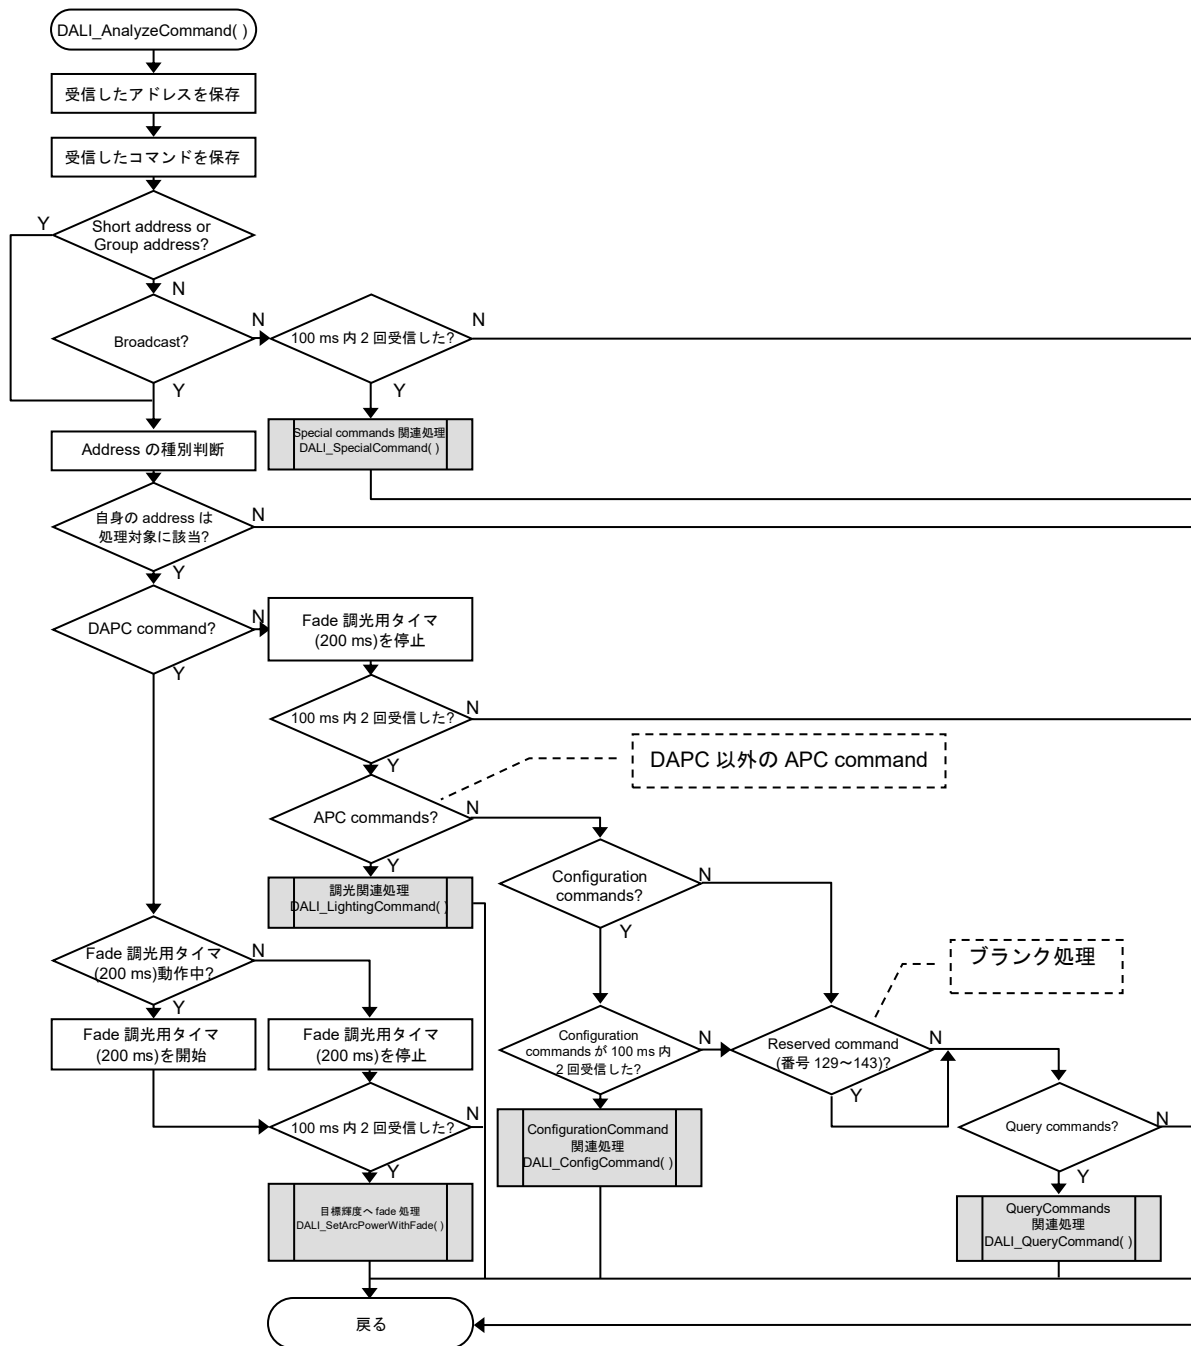 DALI_AnalyzeCommand( )
受信したアドレスを保存
受信したコマンドを保存
Y
Short address or
Group address?
N
Broadcast?
N
100 ms 内 2 回受信した?
N
Y
Y
Special commands 関連処理
DALI_SpecialCommand( )
Address の種別判断
自身の address は
処理対象に該当?
N
Y
DAPC command?
N
Fade 調光用タイマ
(200 ms)を停止
Y
100 ms 内 2 回受信した?
N
Y
DAPC 以外の APC command
APC commands?
N
Y
調光関連処理
DALI_LightingCommand( )
Configuration
commands?
N
Y
Fade 調光用タイマ
(200 ms)動作中?
N
Y
ブランク処理
Fade 調光用タイマ
(200 ms)を開始
Fade 調光用タイマ
(200 ms)を停止
Configuration
commands が 100 ms 内
2 回受信した?
N
Reserved command
(番号 129～143)?
N
Y
100 ms 内 2 回受信した?
N
Y
ConfigurationCommand
関連処理
DALI_ConfigCommand( )
Query commands?
N
Y
目標輝度へ fade 処理
DALI_SetArcPowerWithFade( )
QueryCommands
関連処理
DALI_QueryCommand( )
戻る